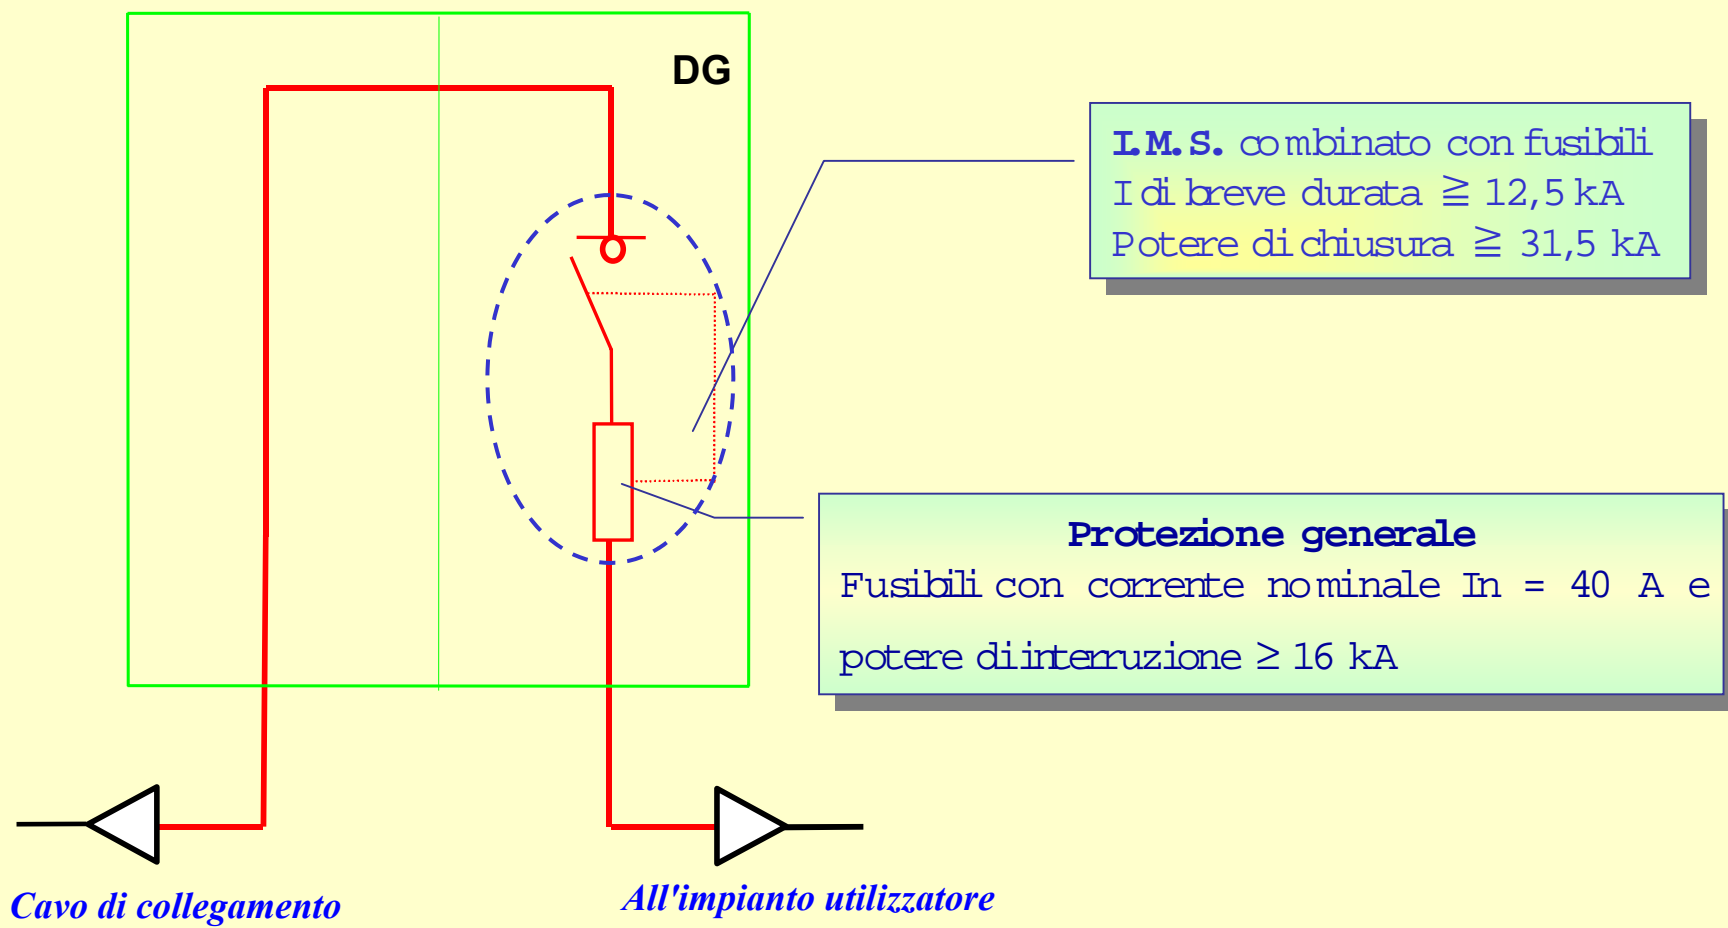 DG
I.M.S. combinato con fusibili
I di breve durata ≧ 12,5 kA
Potere di chiusura ≧ 31,5 kA
Protezione generale
Fusibili con corrente nominale In = 40 A e
potere di interruzione ≥ 16 kA
Cavo di collegamento
All'impianto utilizzatore